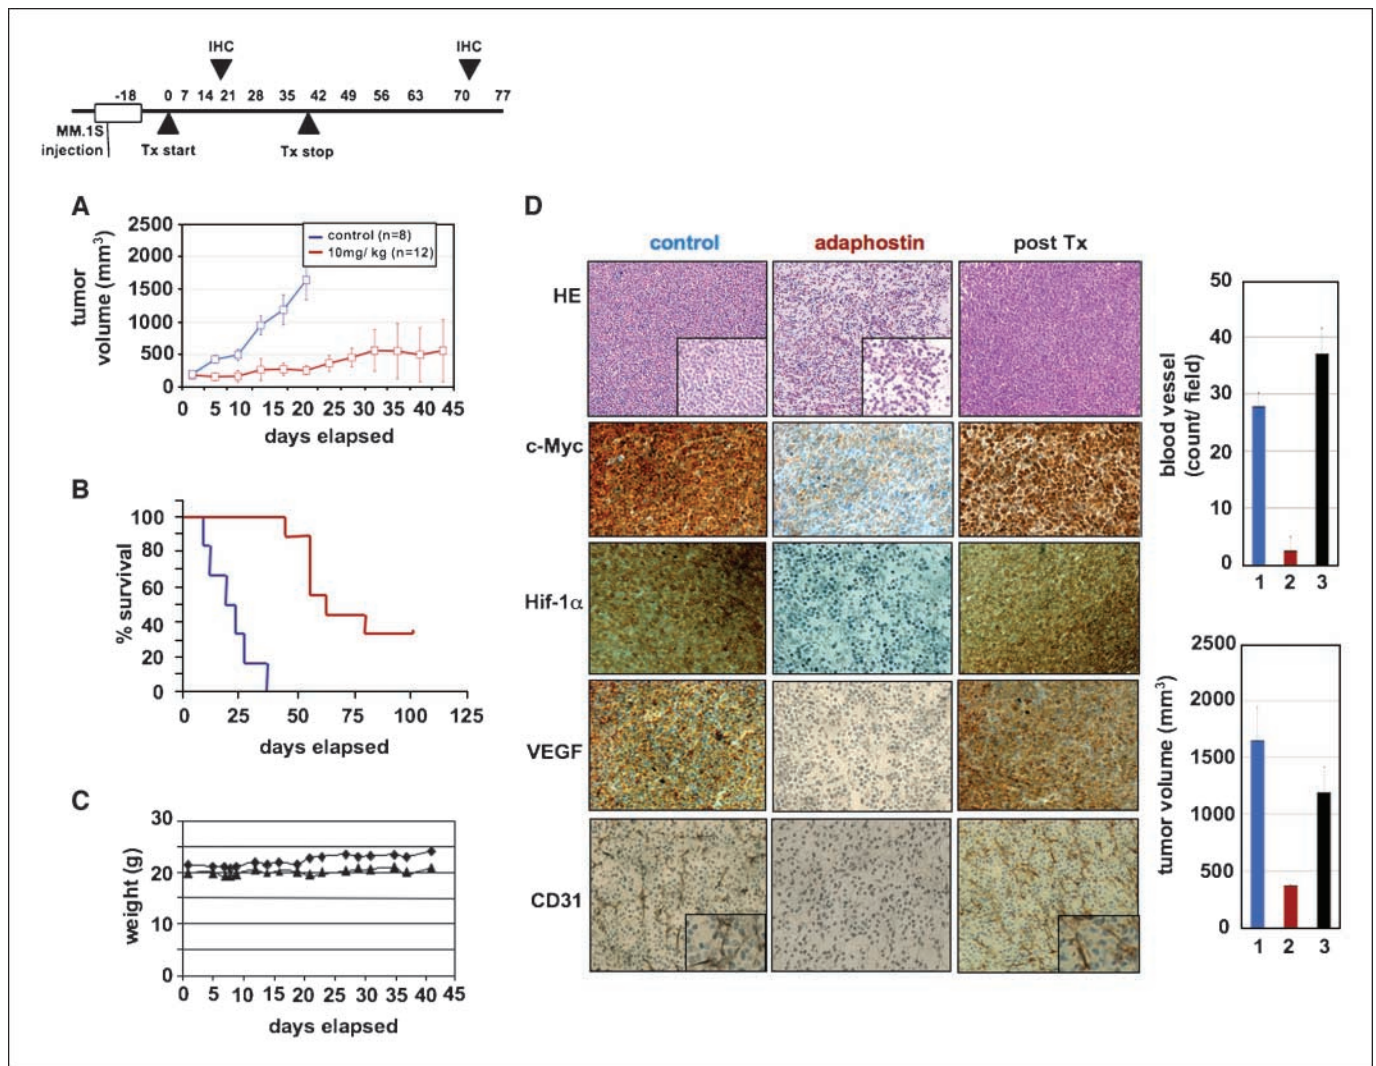 IHC IHC
-18 0 7 14 21 28 35 42 49 56 63 70 77
MM.1S
injection Tx start Tx stop
A
tumor
volume (mm³)
2500
2000
1500
1000
500
0
control (n=8)
10mg/ kg (n=12)
0 5 10 15 20 25 30 35 40 45
days elapsed
B
% survival
100
80
60
40
20
0
0 25 50 75 100 125
days elapsed
C
weight (g)
30
20
10
0
0 5 10 15 20 25 30 35 40 45
days elapsed
D
control adaphostin post Tx
HE
c-Myc
Hif-1α
VEGF
CD31
blood vessel
(count/ field)
50
40
30
20
10
0
1 2 3
tumor volume (mm³)
2500
2000
1500
1000
500
0
1 2 3